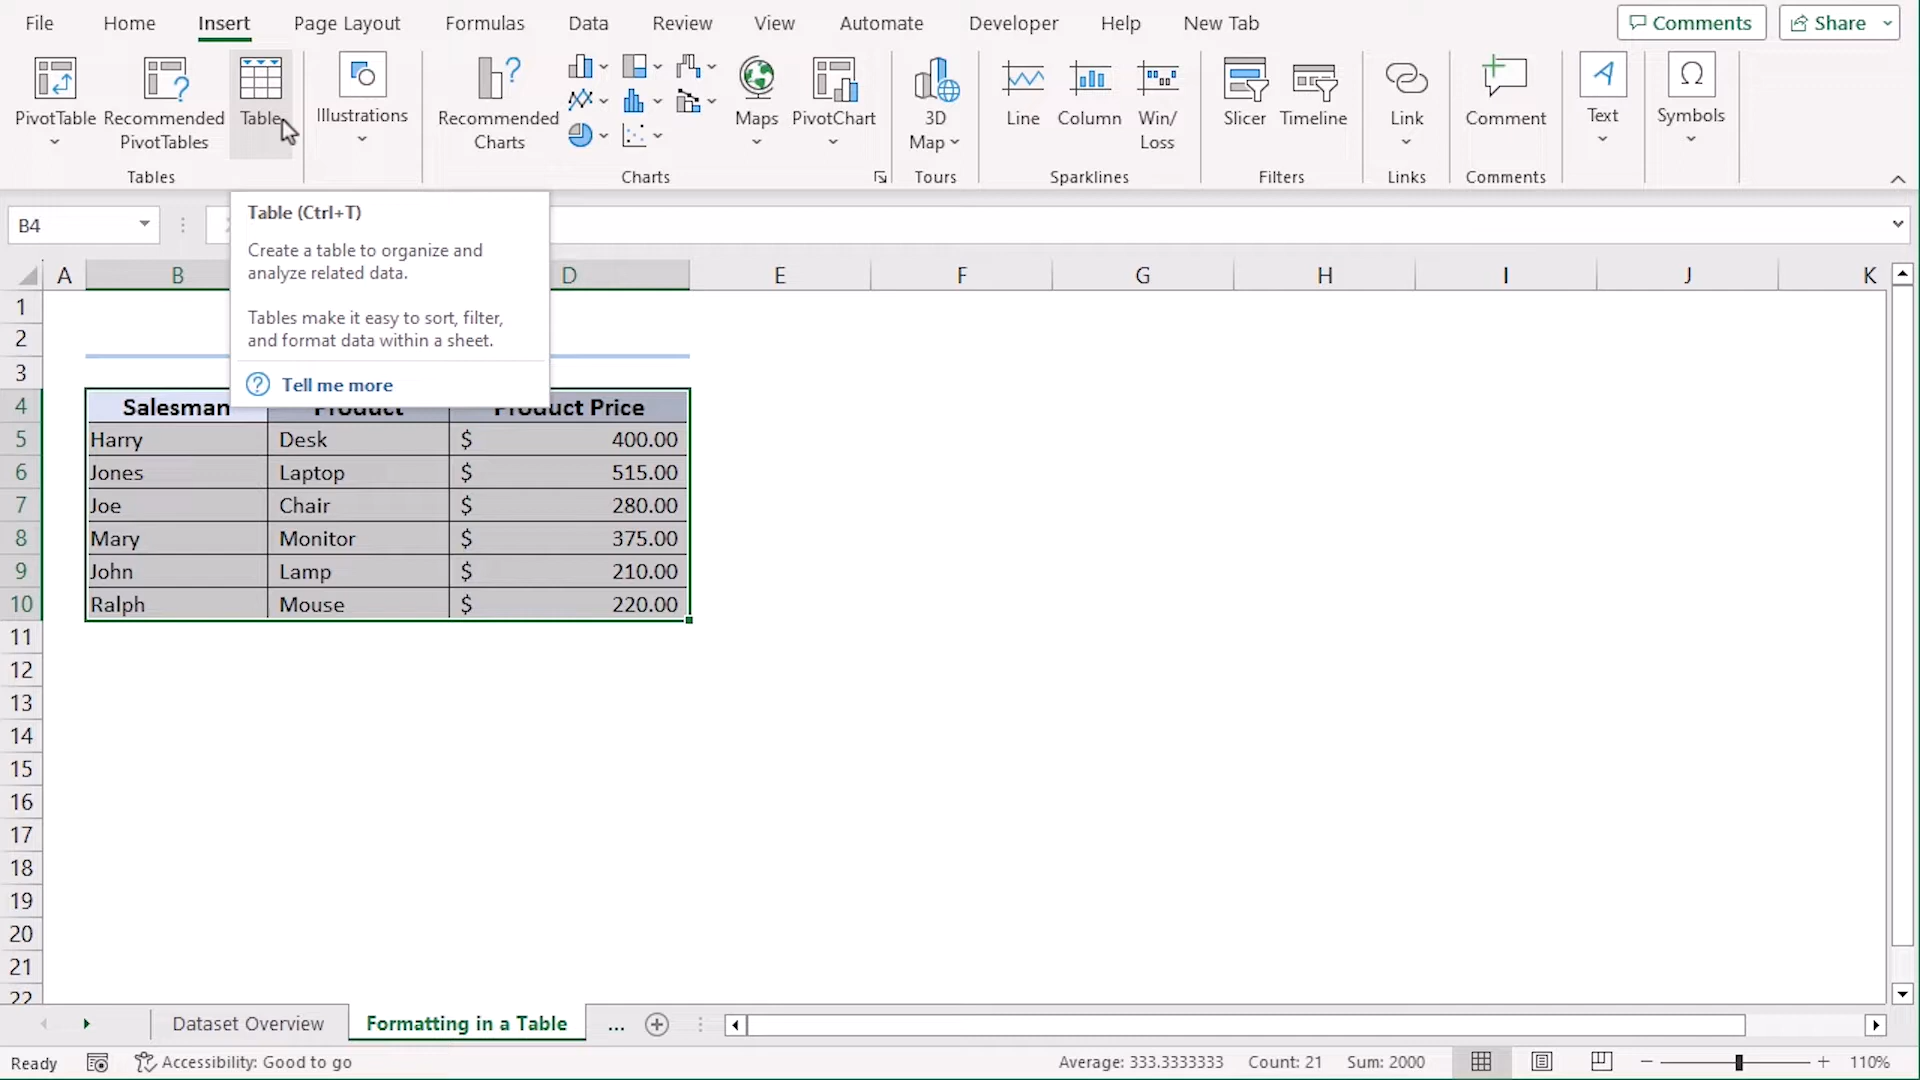 File Home Insert Page Layout Formulas Data Review View Automate Developer Help New Tab Comments Share
PivotTable Recommended PivotTables Table Illustrations Recommended Charts Maps PivotChart 3D Map Line Column Win/Loss Slicer Timeline Link Comment Text Symbols
Tables Charts Tours Sparklines Filters Links Comments
B4
Table (Ctrl+T)
Create a table to organize and
analyze related data.
Tables make it easy to sort, filter,
and format data within a sheet.
Tell me more
A B D E F G H I J K
1
2
3
4 Salesman Product Product Price
5 Harry Desk $ 400.00
6 Jones Laptop $ 515.00
7 Joe Chair $ 280.00
8 Mary Monitor $ 375.00
9 John Lamp $ 210.00
10 Ralph Mouse $ 220.00
11
12
13
14
15
16
17
18
19
20
21
22
Dataset Overview Formatting in a Table ...
Ready Accessibility: Good to go Average: 333.3333333 Count: 21 Sum: 2000 110%